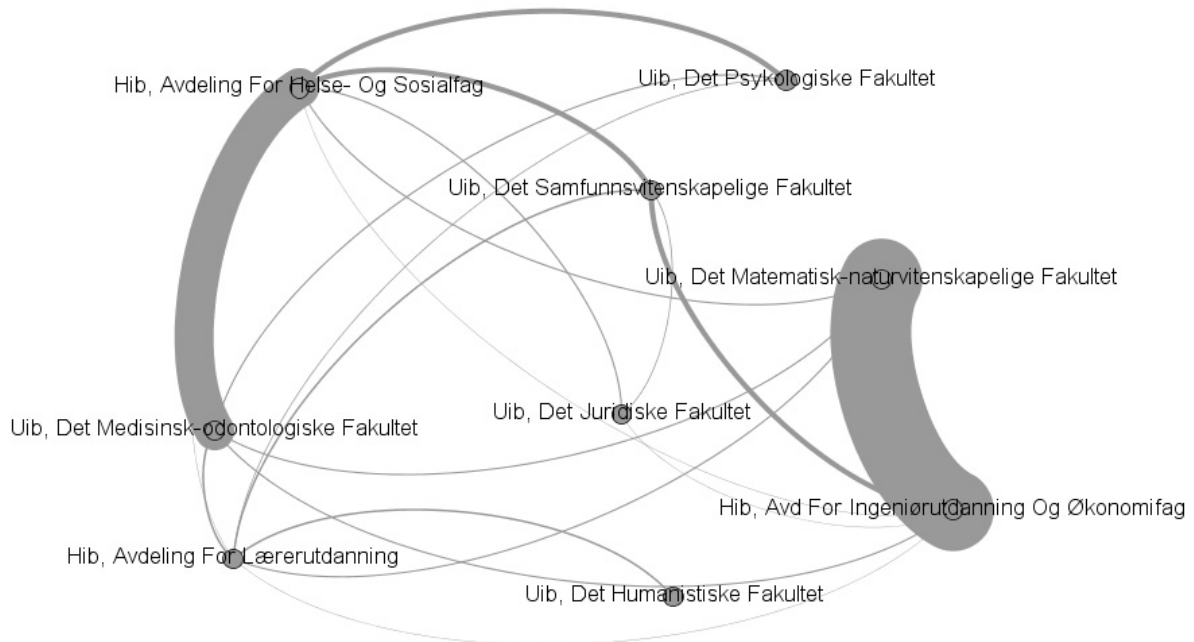 Uib, Det Psykologiske Fakultet
Hib, Avdeling For Helse- Og Sosialfag
Uib, Det Samfunnsvitenskapelige Fakultet
Uib, Det Matematisk-naturvitenskapelige Fakultet
Uib, Det Juridiske Fakultet
Uib, Det Medisinsk-odontologiske Fakultet
Hib, Avd For Ingeniørutdanning Og Økonomifag
Hib, Avdeling For Lærerutdanning
Uib, Det Humanistiske Fakultet